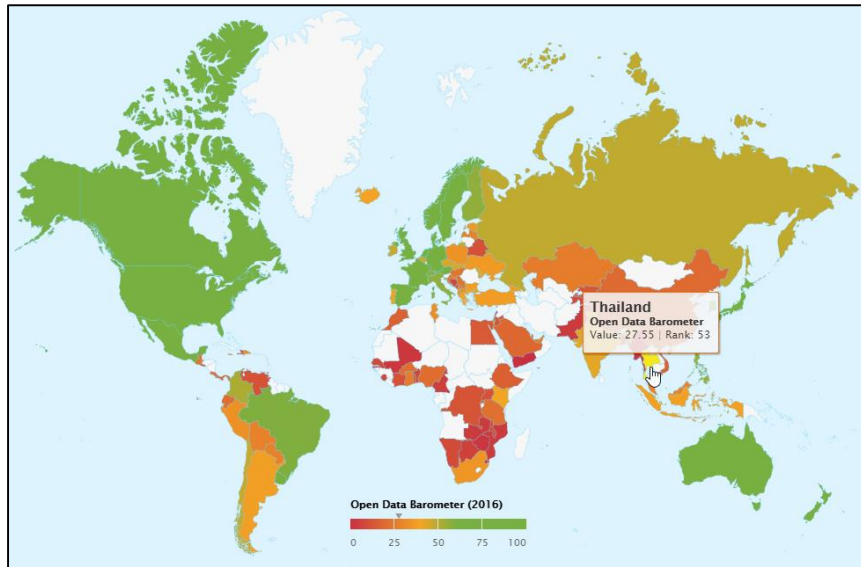 Thailand
Open Data Barometer
Value: 27.55 | Rank: 53
Open Data Barometer (2016)
0 25 50 75 100